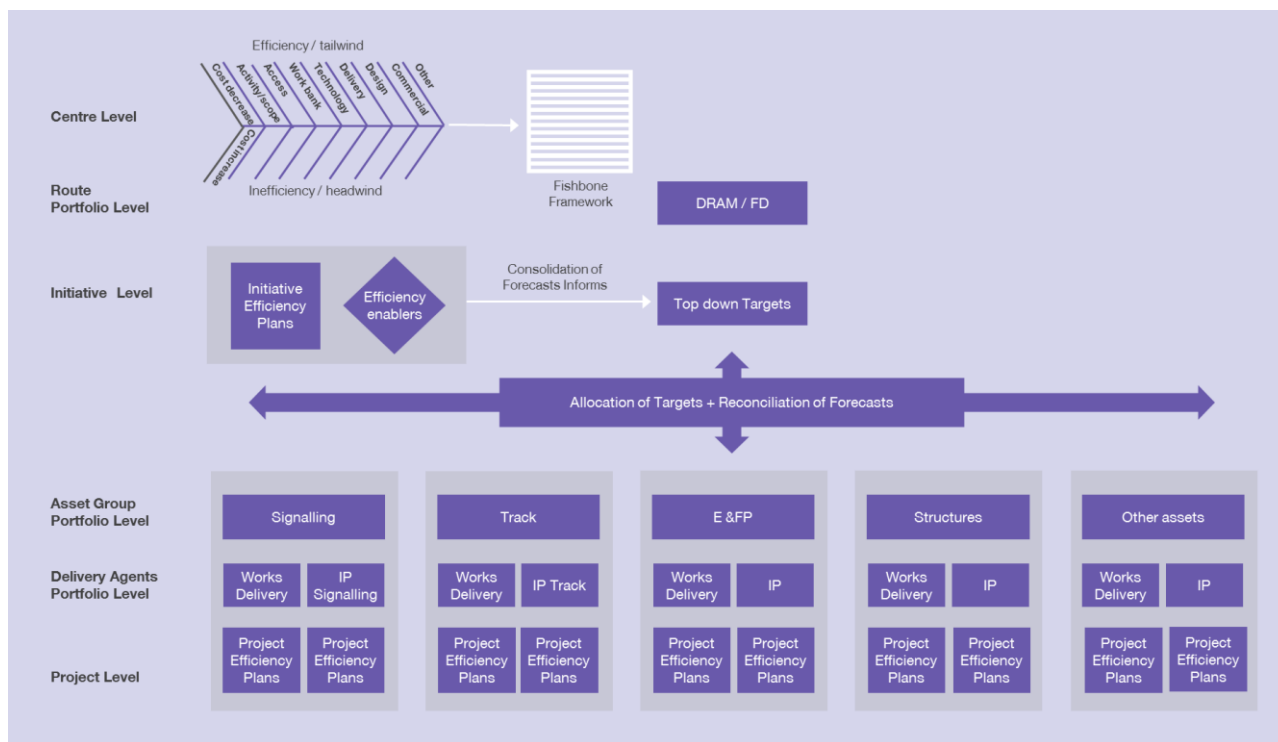 Efficiency / tailwind
Cost decrease
Activity/scope
Access
Work bank
Technology
Delivery
Design
Commercial
Other
Cost increase
Inefficiency / headwind
Centre Level
Fishbone
Framework
Route
Portfolio Level
DRAM / FD
Initiative Level
Initiative
Efficiency
Plans
Efficiency
enablers
Consolidation of
Forecasts Informs
Top down Targets
Allocation of Targets + Reconciliation of Forecasts
Asset Group
Portfolio Level
Signalling
Track
E &FP
Structures
Other assets
Delivery Agents
Portfolio Level
Works
Delivery
IP
Signalling
Works
Delivery
IP Track
Works
Delivery
IP
Works
Delivery
IP
Works
Delivery
IP
Project Level
Project
Efficiency
Plans
Project
Efficiency
Plans
Project
Efficiency
Plans
Project
Efficiency
Plans
Project
Efficiency
Plans
Project
Efficiency
Plans
Project
Efficiency
Plans
Project
Efficiency
Plans
Project
Efficiency
Plans
Project
Efficiency
Plans